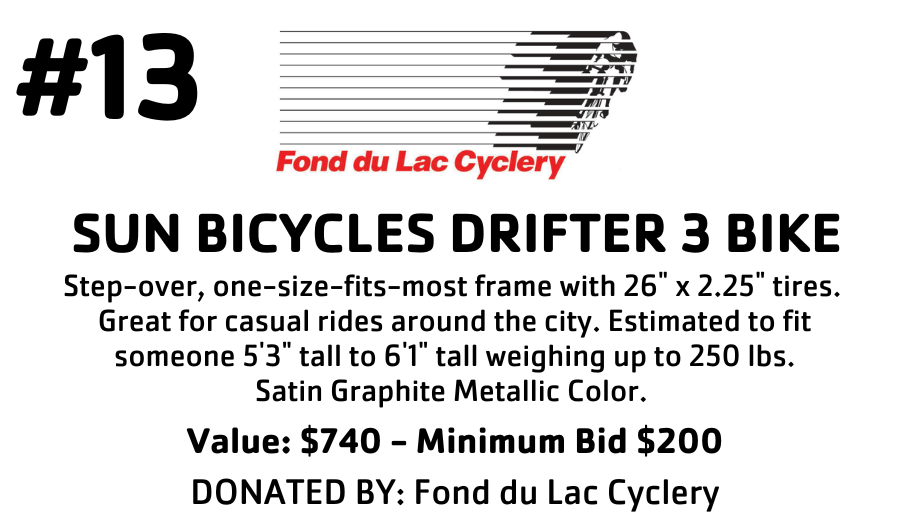 #13
Fond du Lac Cyclery
SUN BICYCLES DRIFTER 3 BIKE
Step-over, one-size-fits-most frame with 26" x 2.25" tires.
Great for casual rides around the city. Estimated to fit
someone 5'3" tall to 6'1" tall weighing up to 250 lbs.
Satin Graphite Metallic Color.
Value: $740 - Minimum Bid $200
DONATED BY: Fond du Lac Cyclery